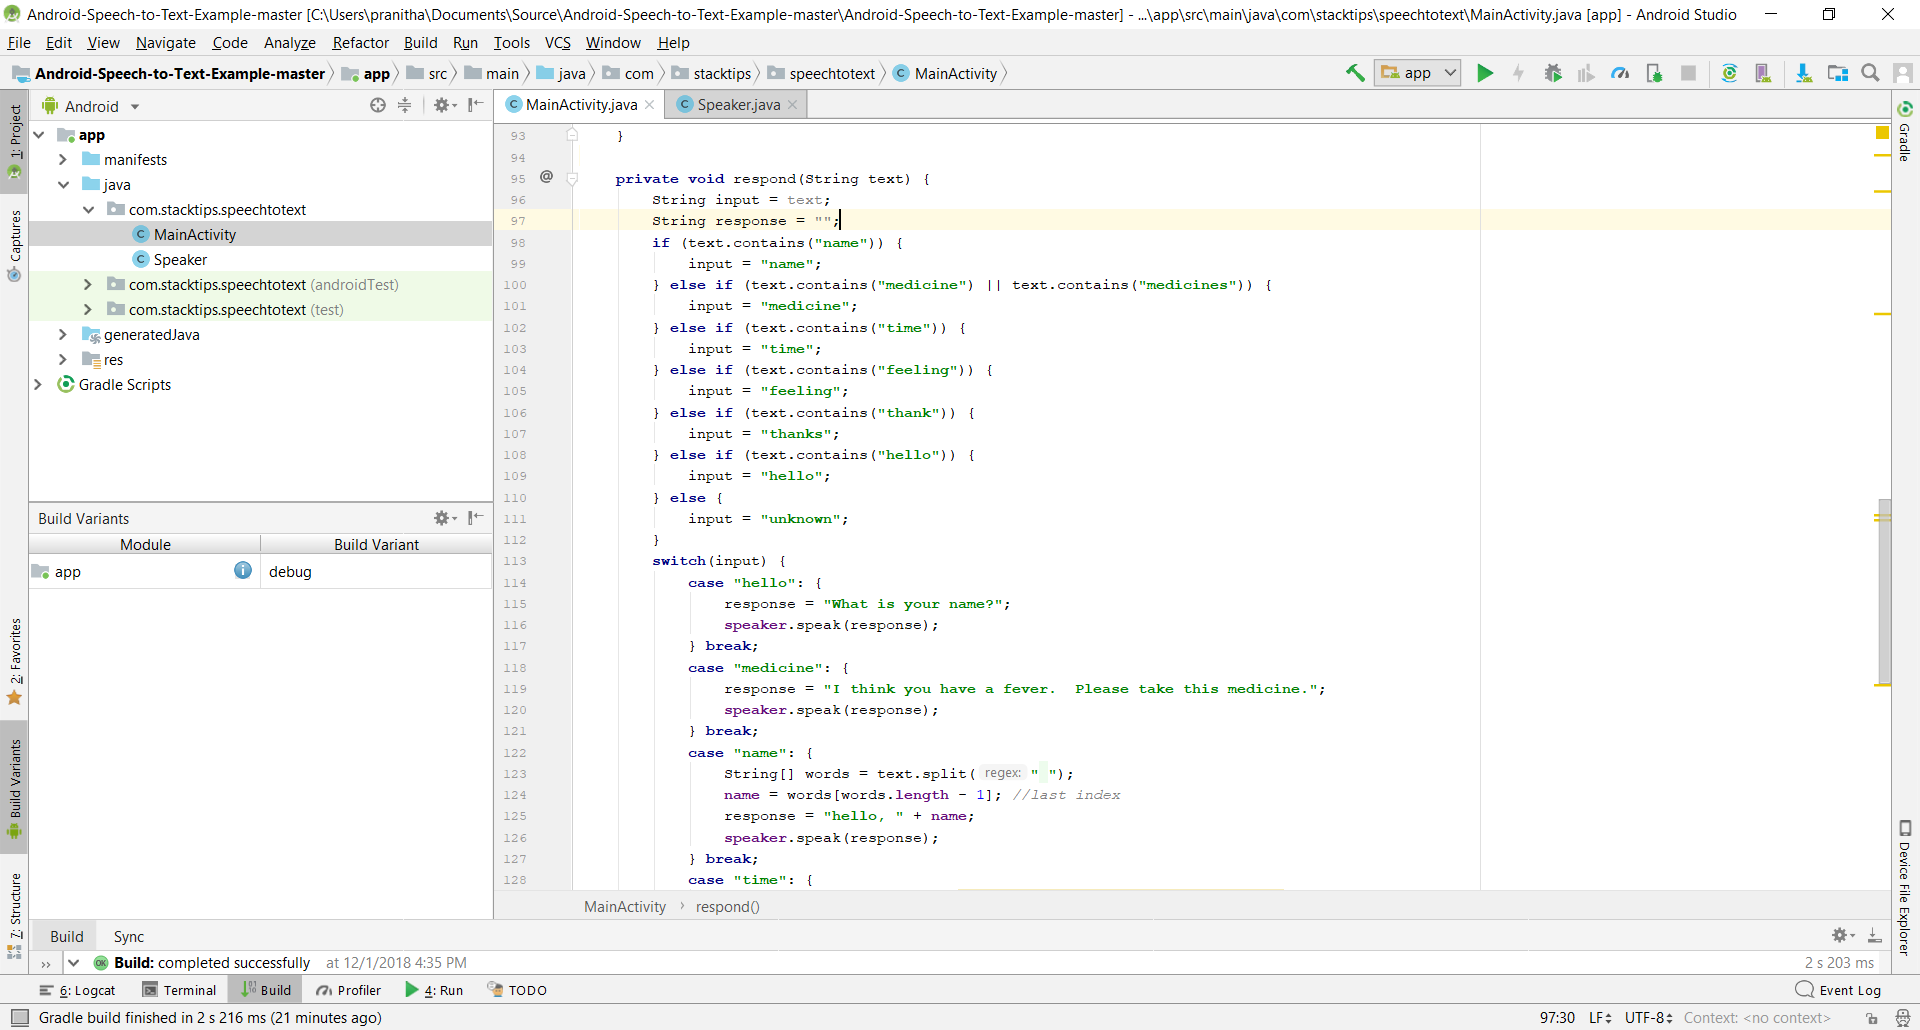 Android-Speech-to-Text-Example-master [C:\Users\pranitha\Documents\Source\Android-Speech-to-Text-Example-master\Android-Speech-to-Text-Example-master] - ...\app\src\main\java\com\stacktips\speechtotext\MainActivity.java [app] - Android Studio
File Edit View Navigate Code Analyze Refactor Build Run Tools VCS Window Help
Android-Speech-to-Text-Example-master app src main java com stacktips speechtotext MainActivity
app
1: Project
Captures
2: Favorites
Build Variants
7: Structure
Android
app
manifests
java
com.stacktips.speechtotext
MainActivity
Speaker
com.stacktips.speechtotext (androidTest)
com.stacktips.speechtotext (test)
generatedJava
res
Gradle Scripts
Build Variants
Module Build Variant
app debug
MainActivity.java Speaker.java
93 }
94
95 @ private void respond(String text) {
96 String input = text;
97 String response = "";
98 if (text.contains("name")) {
99 input = "name";
100 } else if (text.contains("medicine") || text.contains("medicines")) {
101 input = "medicine";
102 } else if (text.contains("time")) {
103 input = "time";
104 } else if (text.contains("feeling")) {
105 input = "feeling";
106 } else if (text.contains("thank")) {
107 input = "thanks";
108 } else if (text.contains("hello")) {
109 input = "hello";
110 } else {
111 input = "unknown";
112 }
113 switch(input) {
114 case "hello": {
115 response = "What is your name?";
116 speaker.speak(response);
117 } break;
118 case "medicine": {
119 response = "I think you have a fever.  Please take this medicine.";
120 speaker.speak(response);
121 } break;
122 case "name": {
123 String[] words = text.split( regex: " ");
124 name = words[words.length - 1]; //last index
125 response = "hello, " + name;
126 speaker.speak(response);
127 } break;
128 case "time": {
MainActivity › respond()
Gradle
Device File Explorer
Build Sync
Build: completed successfully at 12/1/2018 4:35 PM 2 s 203 ms
6: Logcat Terminal Build Profiler 4: Run TODO Event Log
Gradle build finished in 2 s 216 ms (21 minutes ago) 97:30 LF UTF-8 Context: <no context>